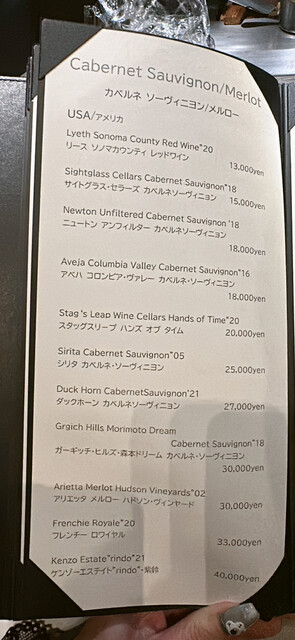 Cabernet Sauvignon/Merlot
カベルネ ソーヴィニヨン/メルロー
USA/アメリカ
Lyeth Sonoma County Red Wine"20
リース ソノマカウンティ レッドワイン
13,000yen
Sightglass Cellars Cabernet Sauvignon"18
サイトグラス・セラーズ カベルネソーヴィニョン 15,000yen
Newton Unfiltered Cabernet Sauvignon '18
ニュートン アンフィルター カベルネソーヴィニョン
18,000yen
Aveja Columbia Valley Cabernet Sauvignon"16
アベハ コロンビア・ヴァレー カベルネ・ソーヴィニヨン
18,000yen
Stag's Leap Wine Cellars Hands of Time"20
スタッグスリープ ハンズ オブ タイム 20,000yen
Sirita Cabernet Sauvignon"05
シリタ カベルネ・ソーヴィニヨン 25,000yen
Duck Horn CabernetSauvignon'21
ダックホーン カベルネソーヴィニヨン 27,000yen
Grgich Hills Morimoto Dream
Cabernet Sauvignon"18
ガーギッチ・ヒルズ・森本ドリーム カベルネ・ソーヴィニヨン
30,000yen
Arietta Merlot Hudson Vineyards"02
アリエッタ メルロー ハドソン・ヴィンヤード 30,000yen
Frenchie Royale"20
フレンチー ロワイヤル 33,000yen
Kenzo Estate"rindo"21
ケンゾーエステイト"rindo"-紫鈴 40,000yen